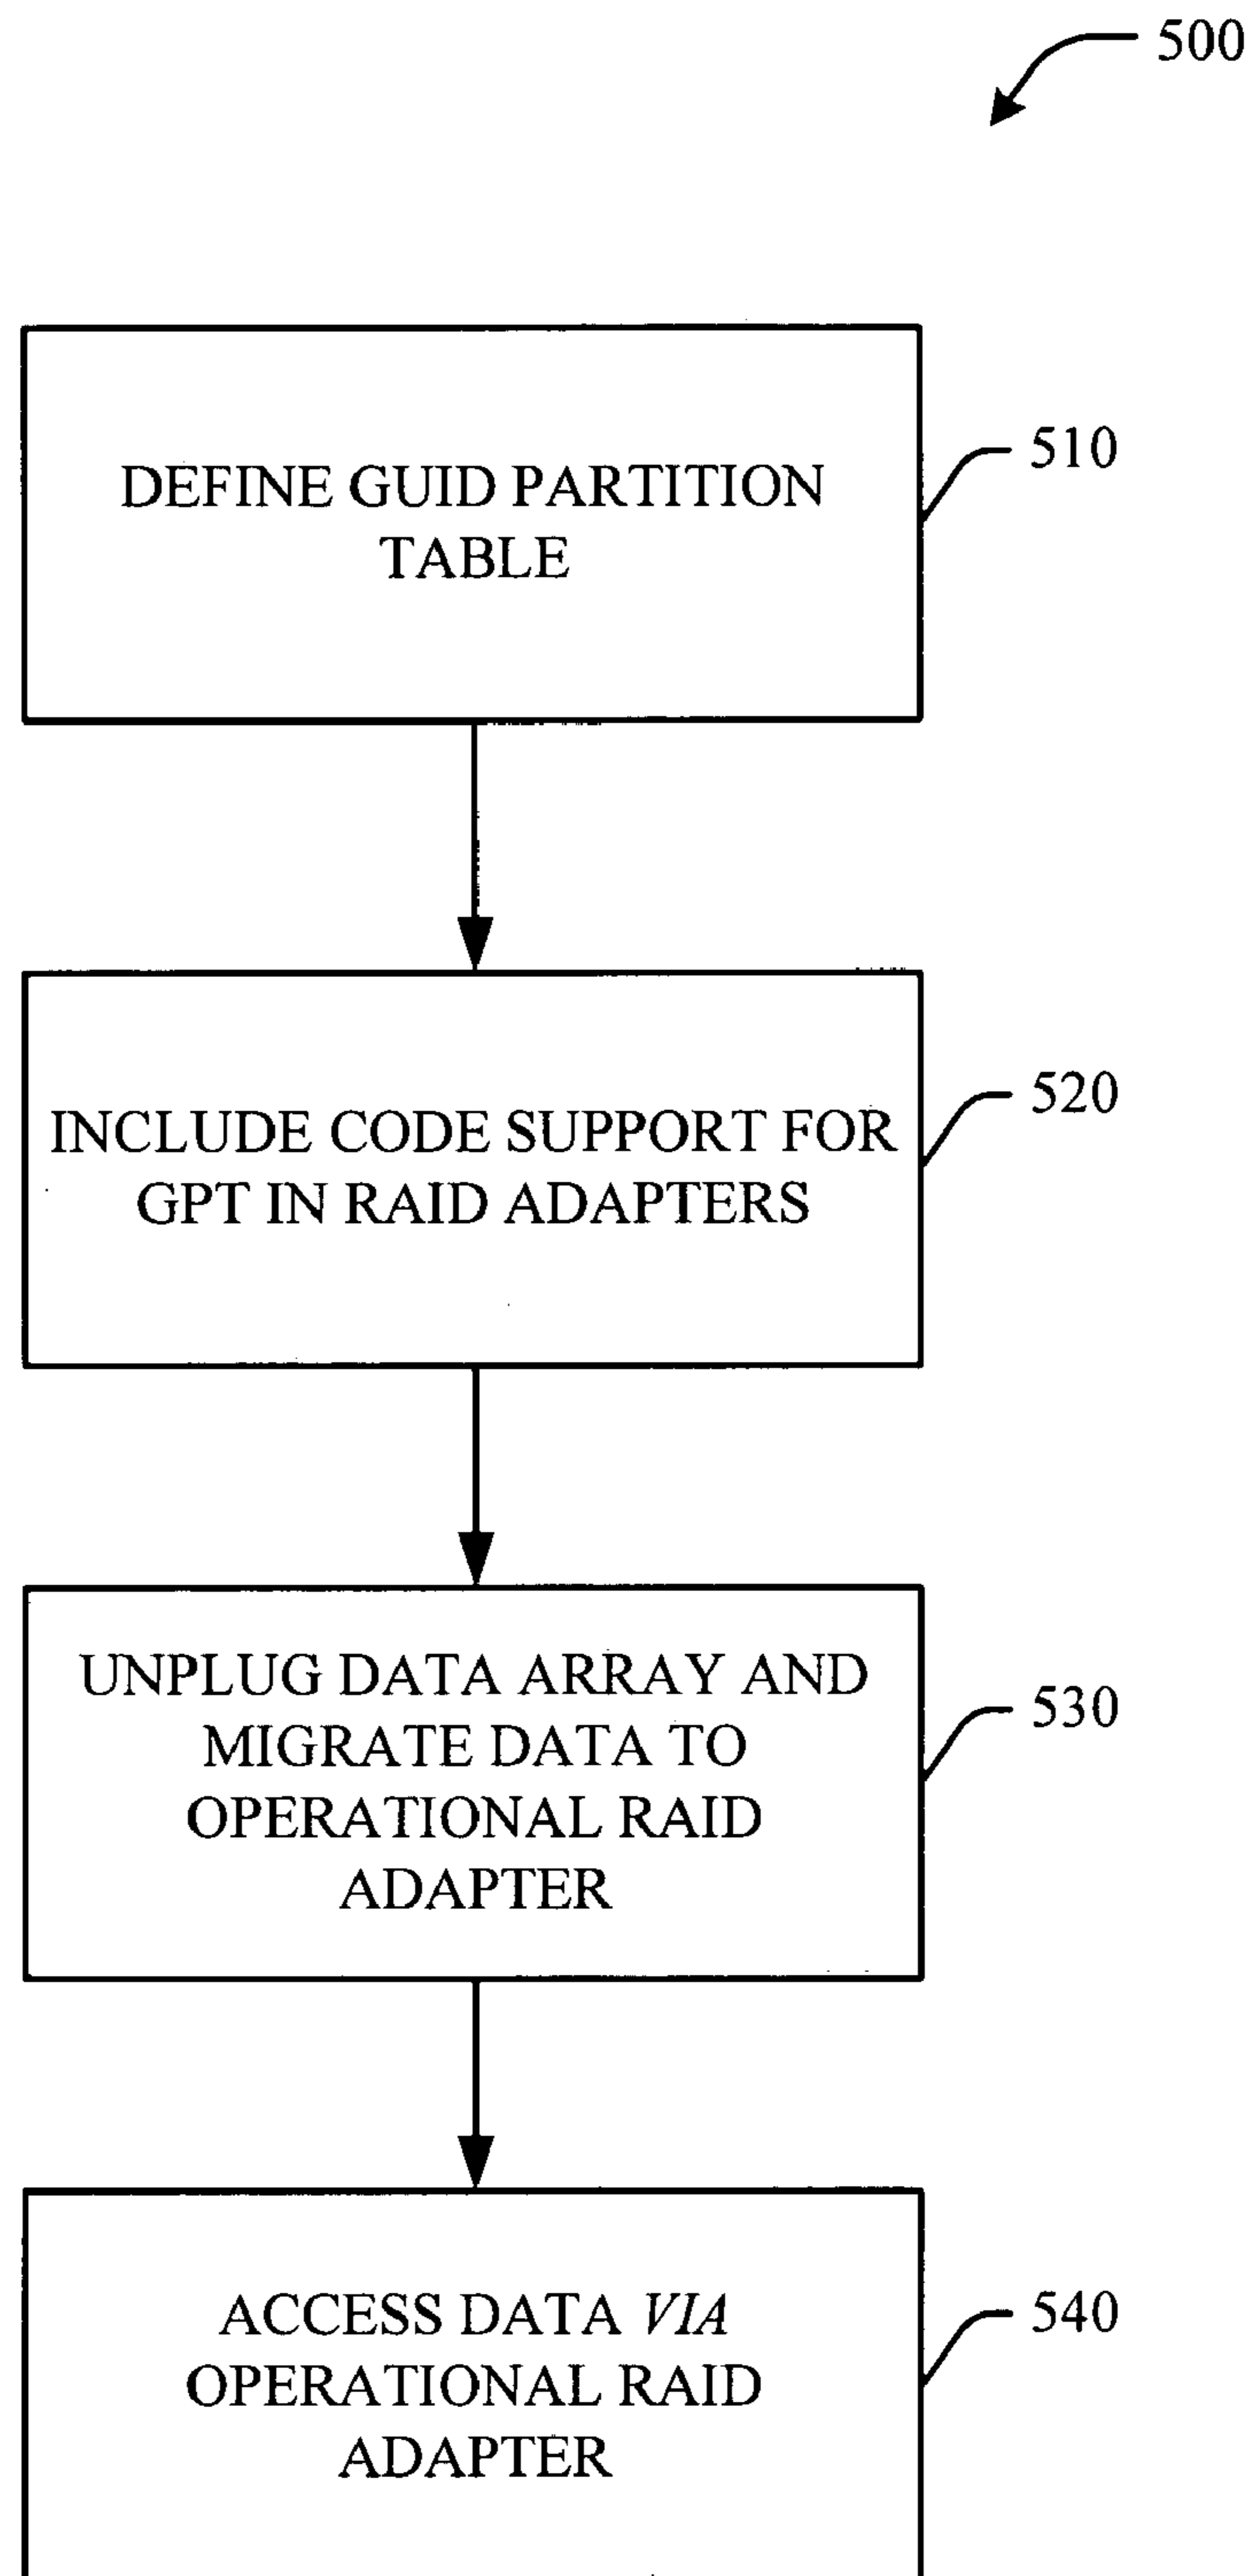 500
DEFINE GUID PARTITION
TABLE
510
INCLUDE CODE SUPPORT FOR
GPT IN RAID ADAPTERS
520
UNPLUG DATA ARRAY AND
MIGRATE DATA TO
OPERATIONAL RAID
ADAPTER
530
ACCESS DATA VIA
OPERATIONAL RAID
ADAPTER
540